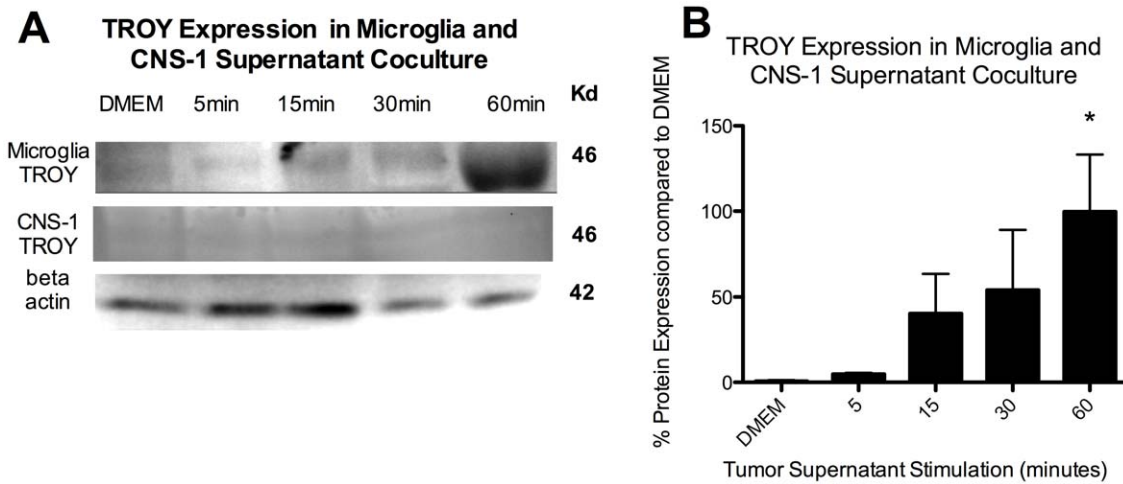 A
TROY Expression in Microglia and
CNS-1 Supernatant Coculture
DMEM 5min 15min 30min 60min Kd
Microglia
TROY
46
CNS-1
TROY
46
beta
actin
42
B
TROY Expression in Microglia and
CNS-1 Supernatant Coculture
% Protein Expression compared to DMEM
150
100
50
0
*
DMEM 5 15 30 60
Tumor Supernatant Stimulation (minutes)